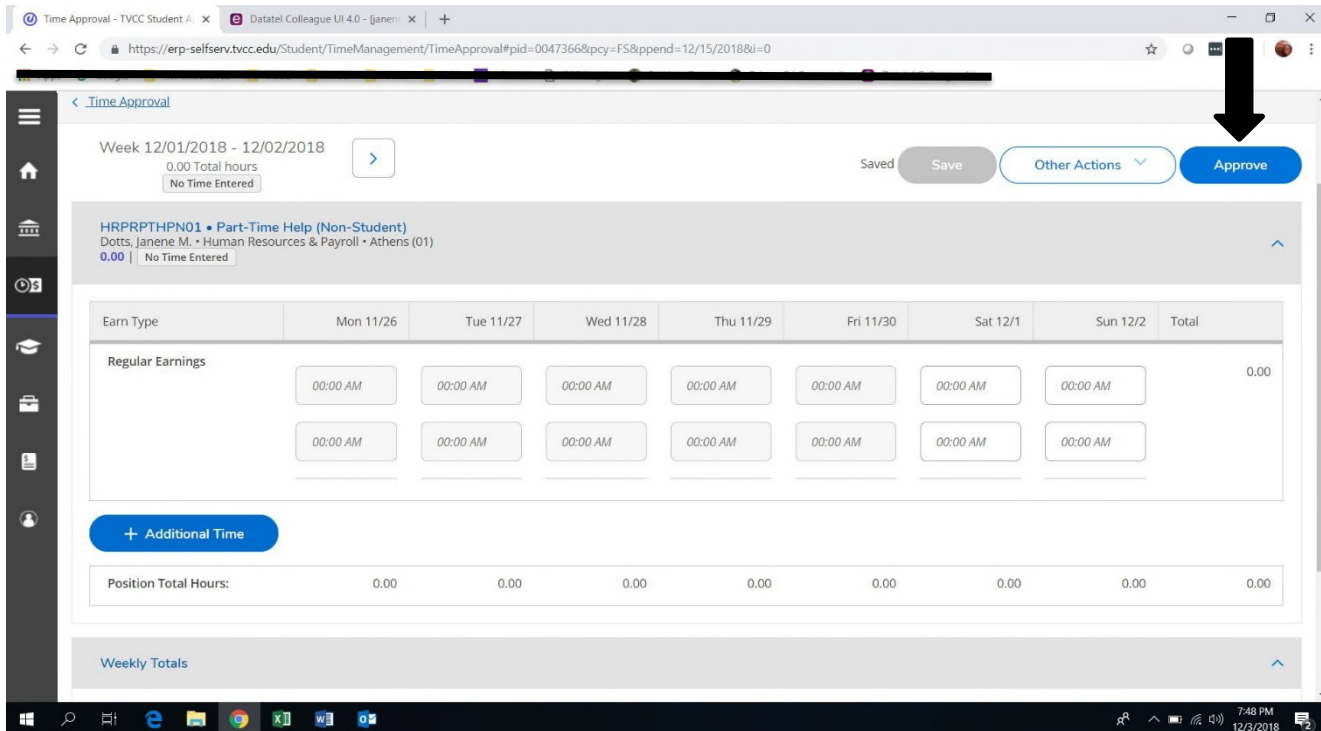 Time Approval - TVCC Student A
Datatel Colleague UI 4.0 - [janen
https://erp-selfserv.tvcc.edu/Student/TimeManagement/TimeApproval#pid=0047366&pcy=FS&ppend=12/15/2018&i=0
< Time Approval
Week 12/01/2018 - 12/02/2018
0.00 Total hours
No Time Entered
>
Saved
Save
Other Actions
Approve
HRPRPTHPN01 • Part-Time Help (Non-Student)
Dotts, Janene M. • Human Resources & Payroll • Athens (01)
0.00 | No Time Entered
Earn Type Mon 11/26 Tue 11/27 Wed 11/28 Thu 11/29 Fri 11/30 Sat 12/1 Sun 12/2 Total
Regular Earnings
00:00 AM 00:00 AM 00:00 AM 00:00 AM 00:00 AM 00:00 AM 00:00 AM 0.00
00:00 AM 00:00 AM 00:00 AM 00:00 AM 00:00 AM 00:00 AM 00:00 AM
+ Additional Time
Position Total Hours: 0.00 0.00 0.00 0.00 0.00 0.00 0.00 0.00
Weekly Totals
7:48 PM
12/3/2018